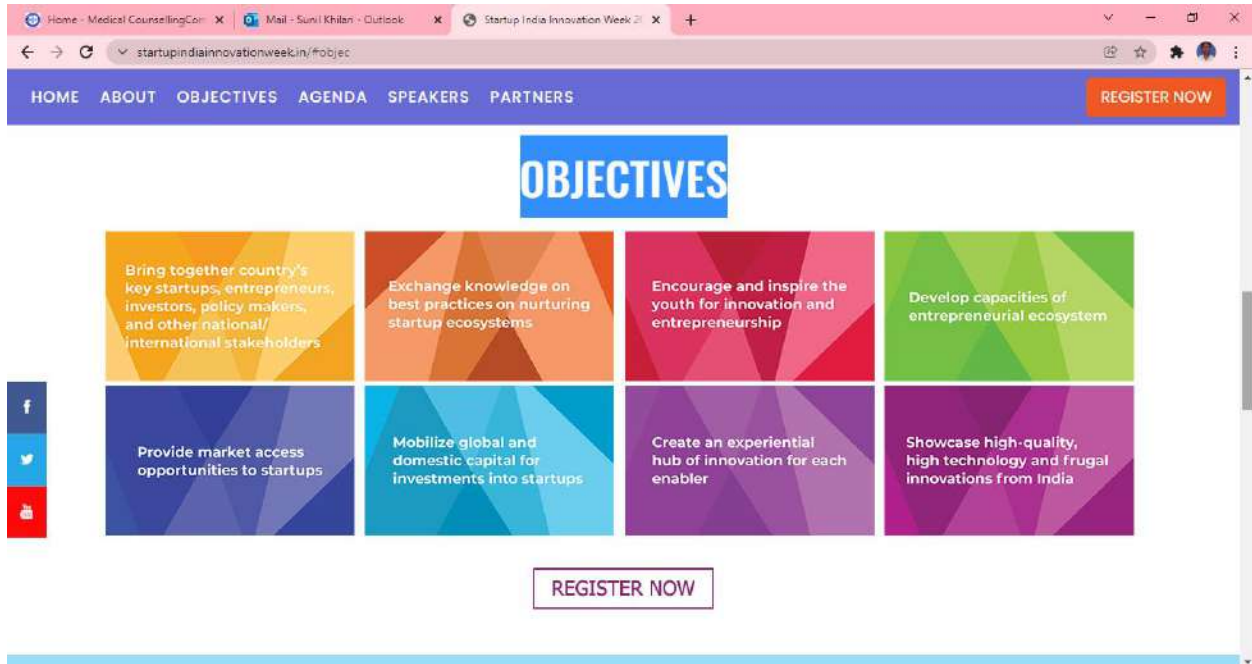 Home - Medical CounsellingCom
Mail - Sunil Khilari - Outlook
Startup India Innovation Week 2
startupindiainnovationweek.in/#objec
HOME ABOUT OBJECTIVES AGENDA SPEAKERS PARTNERS
REGISTER NOW
OBJECTIVES
Bring together country's
key startups, entrepreneurs,
investors, policy makers,
and other national/
international stakeholders
Exchange knowledge on
best practices on nurturing
startup ecosystems
Encourage and inspire the
youth for innovation and
entrepreneurship
Develop capacities of
entrepreneurial ecosystem
Provide market access
opportunities to startups
Mobilize global and
domestic capital for
investments into startups
Create an experiential
hub of innovation for each
enabler
Showcase high-quality,
high technology and frugal
innovations from India
REGISTER NOW